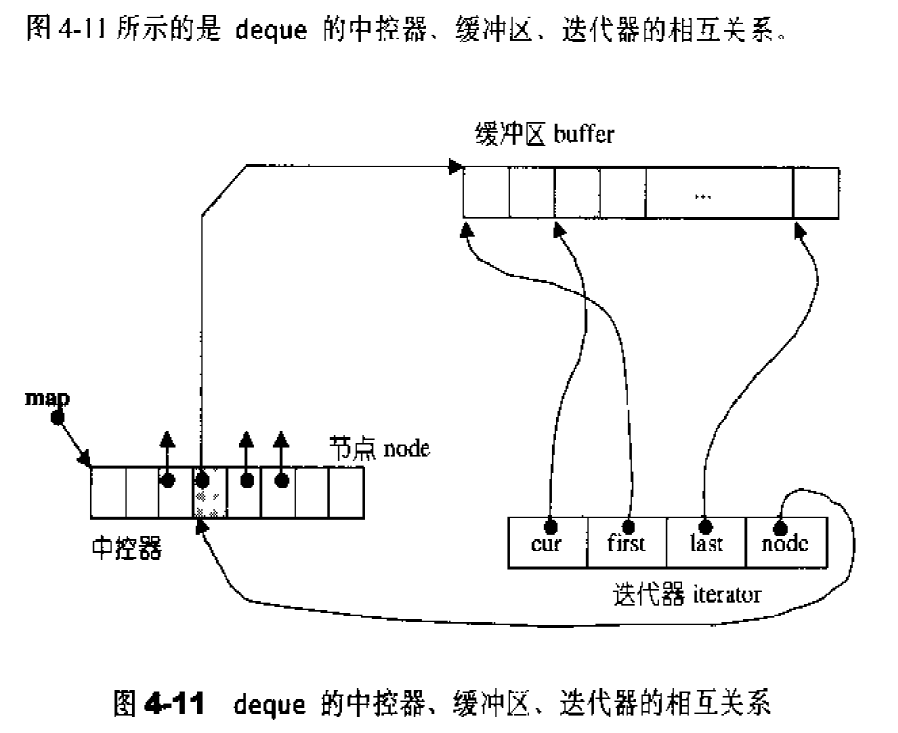 图 4-11 所示的是 deque 的中控器、缓冲区、迭代器的相互关系。
缓冲区 buffer
...
map
节点 node
中控器
cur first last node
迭代器 iterator
图 4-11 deque 的中控器、缓冲区、迭代器的相互关系